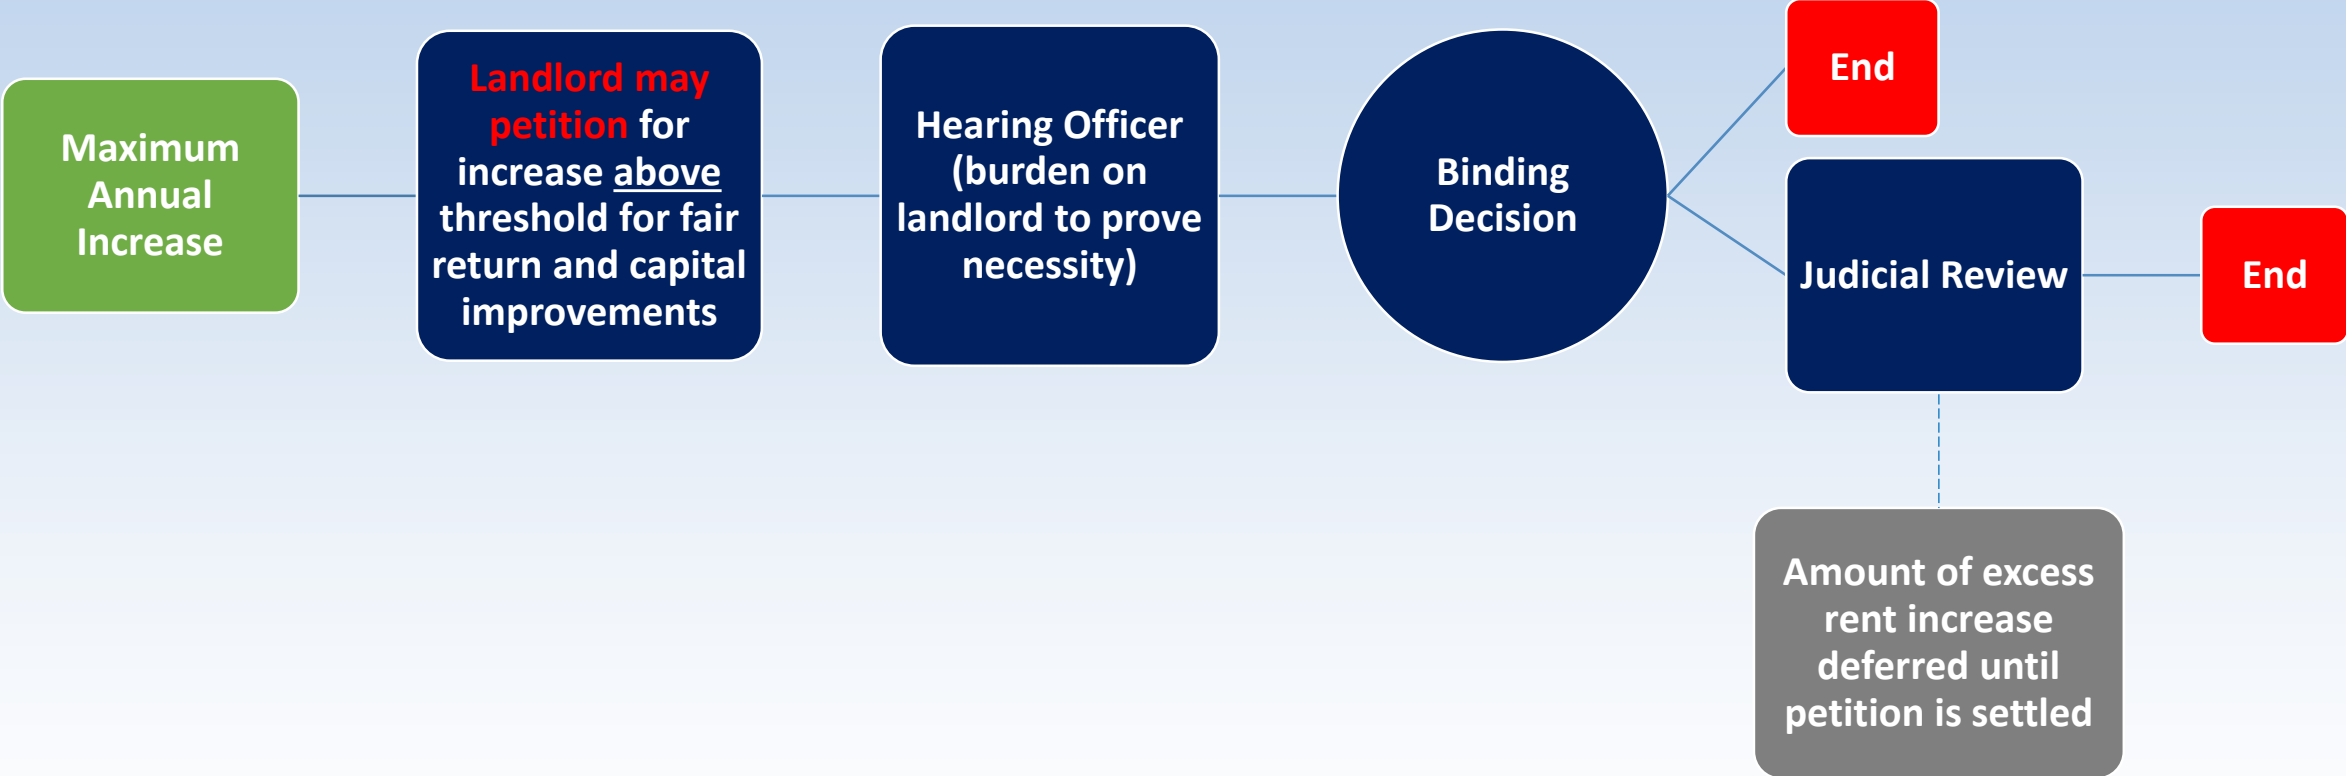 Maximum
Annual
Increase
Landlord may
petition for
increase above
threshold for fair
return and capital
improvements
Hearing Officer
(burden on
landlord to prove
necessity)
Binding
Decision
End
Judicial Review
End
Amount of excess
rent increase
deferred until
petition is settled